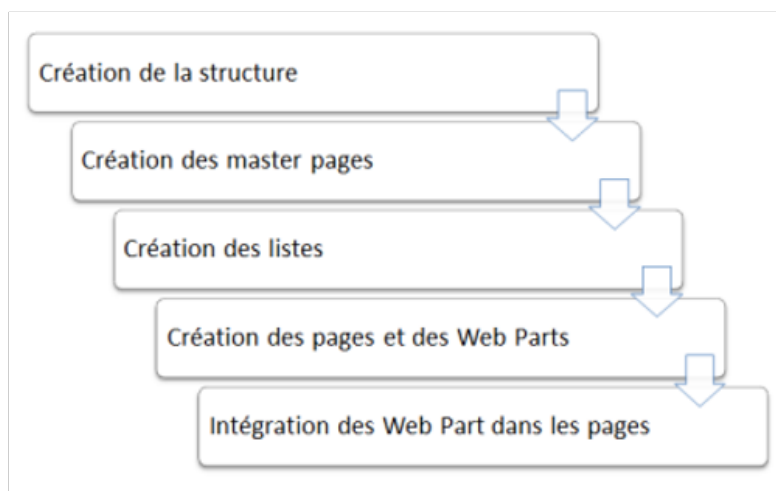 Création de la structure
Création des master pages
Création des listes
Création des pages et des Web Parts
Intégration des Web Part dans les pages